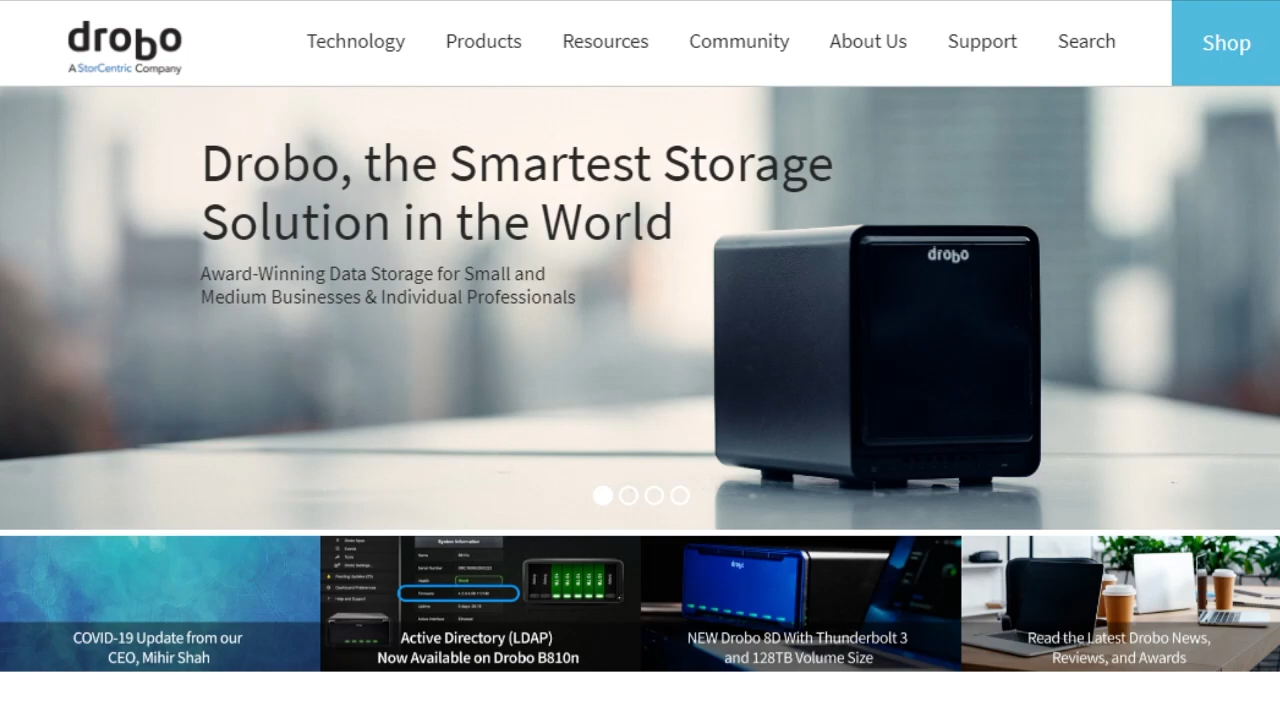 drobo
A StorCentric Company
Technology
Products
Resources
Community
About Us
Support
Search
Shop
Drobo, the Smartest Storage
Solution in the World
Award-Winning Data Storage for Small and
Medium Businesses & Individual Professionals
drobo
System Information
drobo
COVID-19 Update from our
CEO, Mihir Shah
Active Directory (LDAP)
Now Available on Drobo B810n
NEW Drobo 8D With Thunderbolt 3
and 128TB Volume Size
Read the Latest Drobo News,
Reviews, and Awards